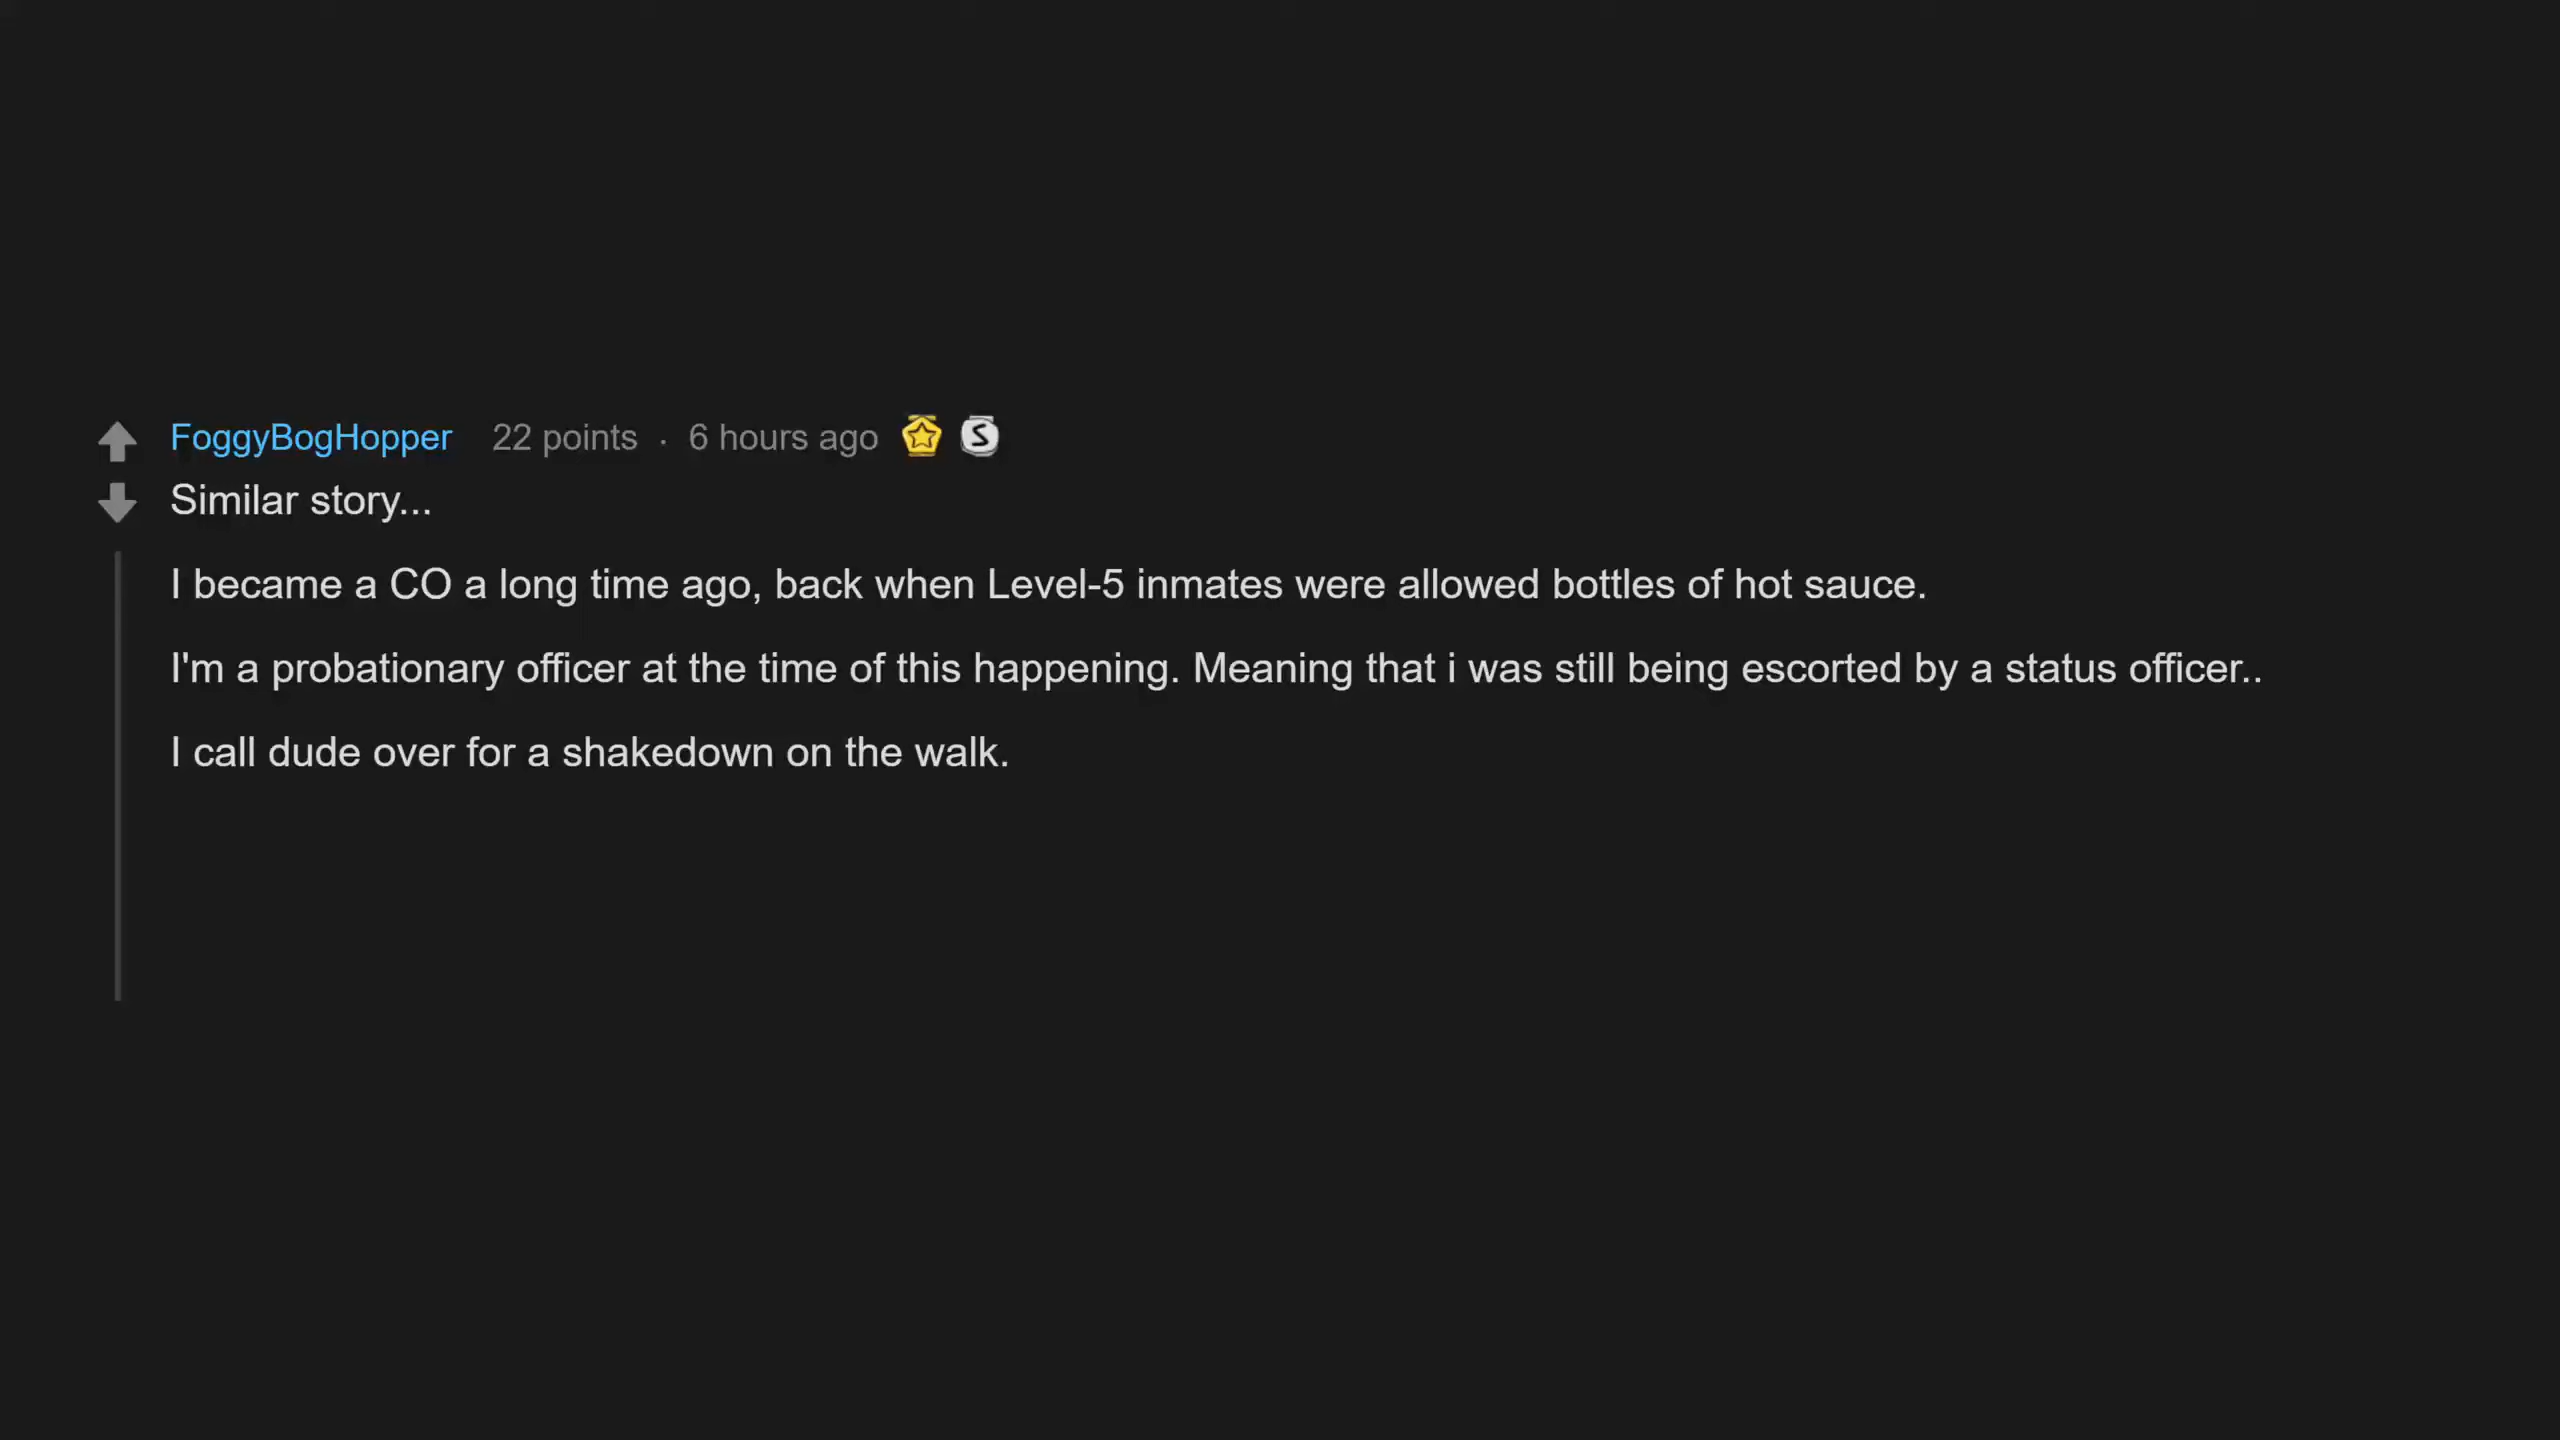 FoggyBogHopper 22 points · 6 hours ago
Similar story...
I became a CO a long time ago, back when Level-5 inmates were allowed bottles of hot sauce.
I'm a probationary officer at the time of this happening. Meaning that i was still being escorted by a status officer..
I call dude over for a shakedown on the walk.